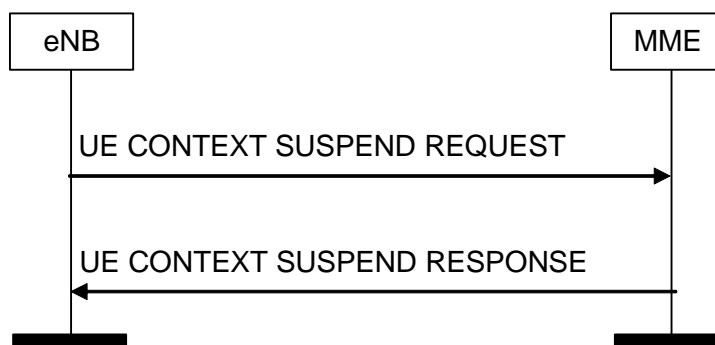 eNB
MME
UE CONTEXT SUSPEND REQUEST
UE CONTEXT SUSPEND RESPONSE